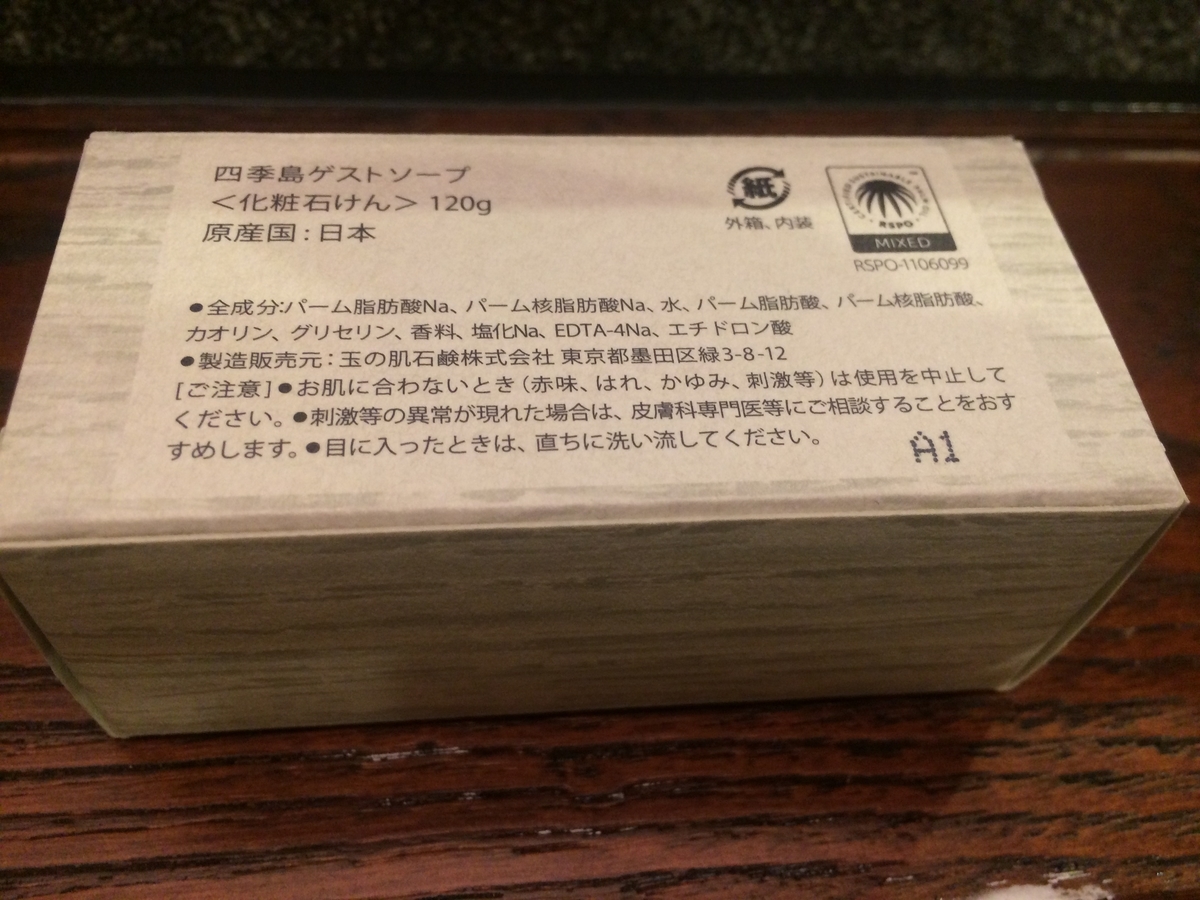 四季島ゲストソープ
＜化粧石けん＞ 120g
原産国：日本
紙
外箱、内装
CERTIFIED SUSTAINABLE PALM OIL
RSPO
MIXED
RSPO-1106099
●全成分:パーム脂肪酸Na、パーム核脂肪酸Na、水、パーム脂肪酸、パーム核脂肪酸、
カオリン、グリセリン、香料、塩化Na、EDTA-4Na、エチドロン酸
●製造販売元：玉の肌石鹸株式会社 東京都墨田区緑3-8-12
［ご注意］●お肌に合わないとき（赤味、はれ、かゆみ、刺激等）は使用を中止して
ください。●刺激等の異常が現れた場合は、皮膚科専門医等にご相談することをおす
すめします。●目に入ったときは、直ちに洗い流してください。
A1